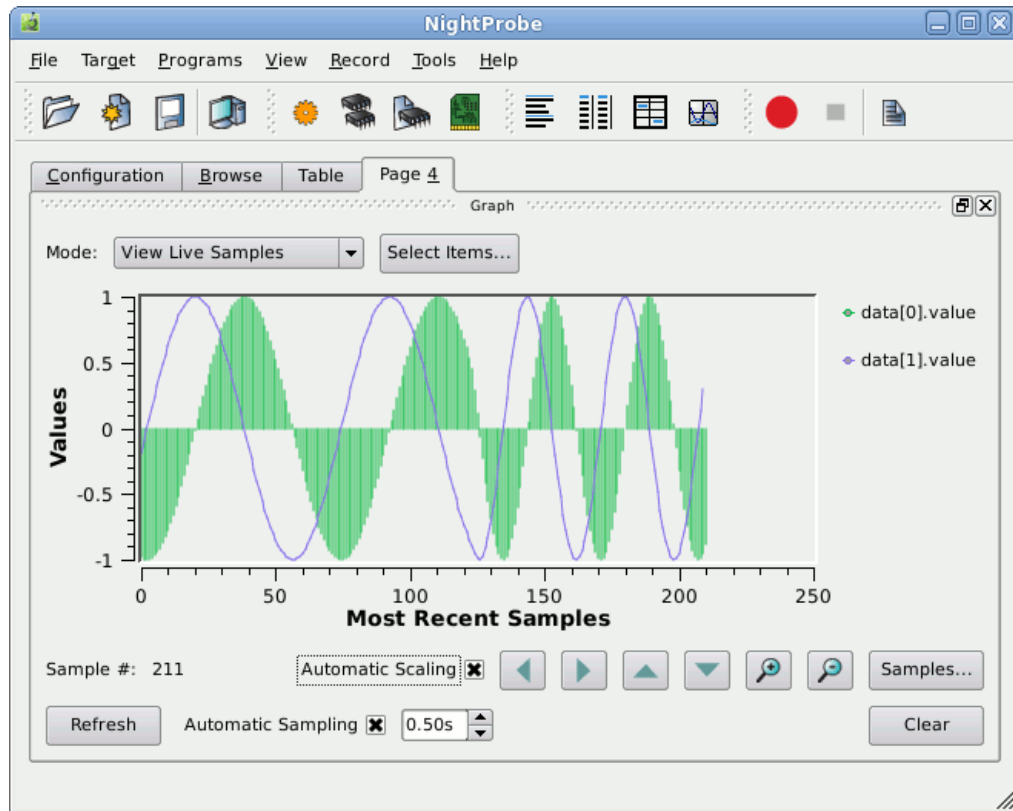 NightProbe
File Target Programs View Record Tools Help
Configuration Browse Table Page 4
Graph
Mode: View Live Samples Select Items...
1
0.5
0
-0.5
-1
Values
data[0].value
data[1].value
0 50 100 150 200 250
Most Recent Samples
Sample #: 211 Automatic Scaling Samples...
Refresh Automatic Sampling 0.50s Clear